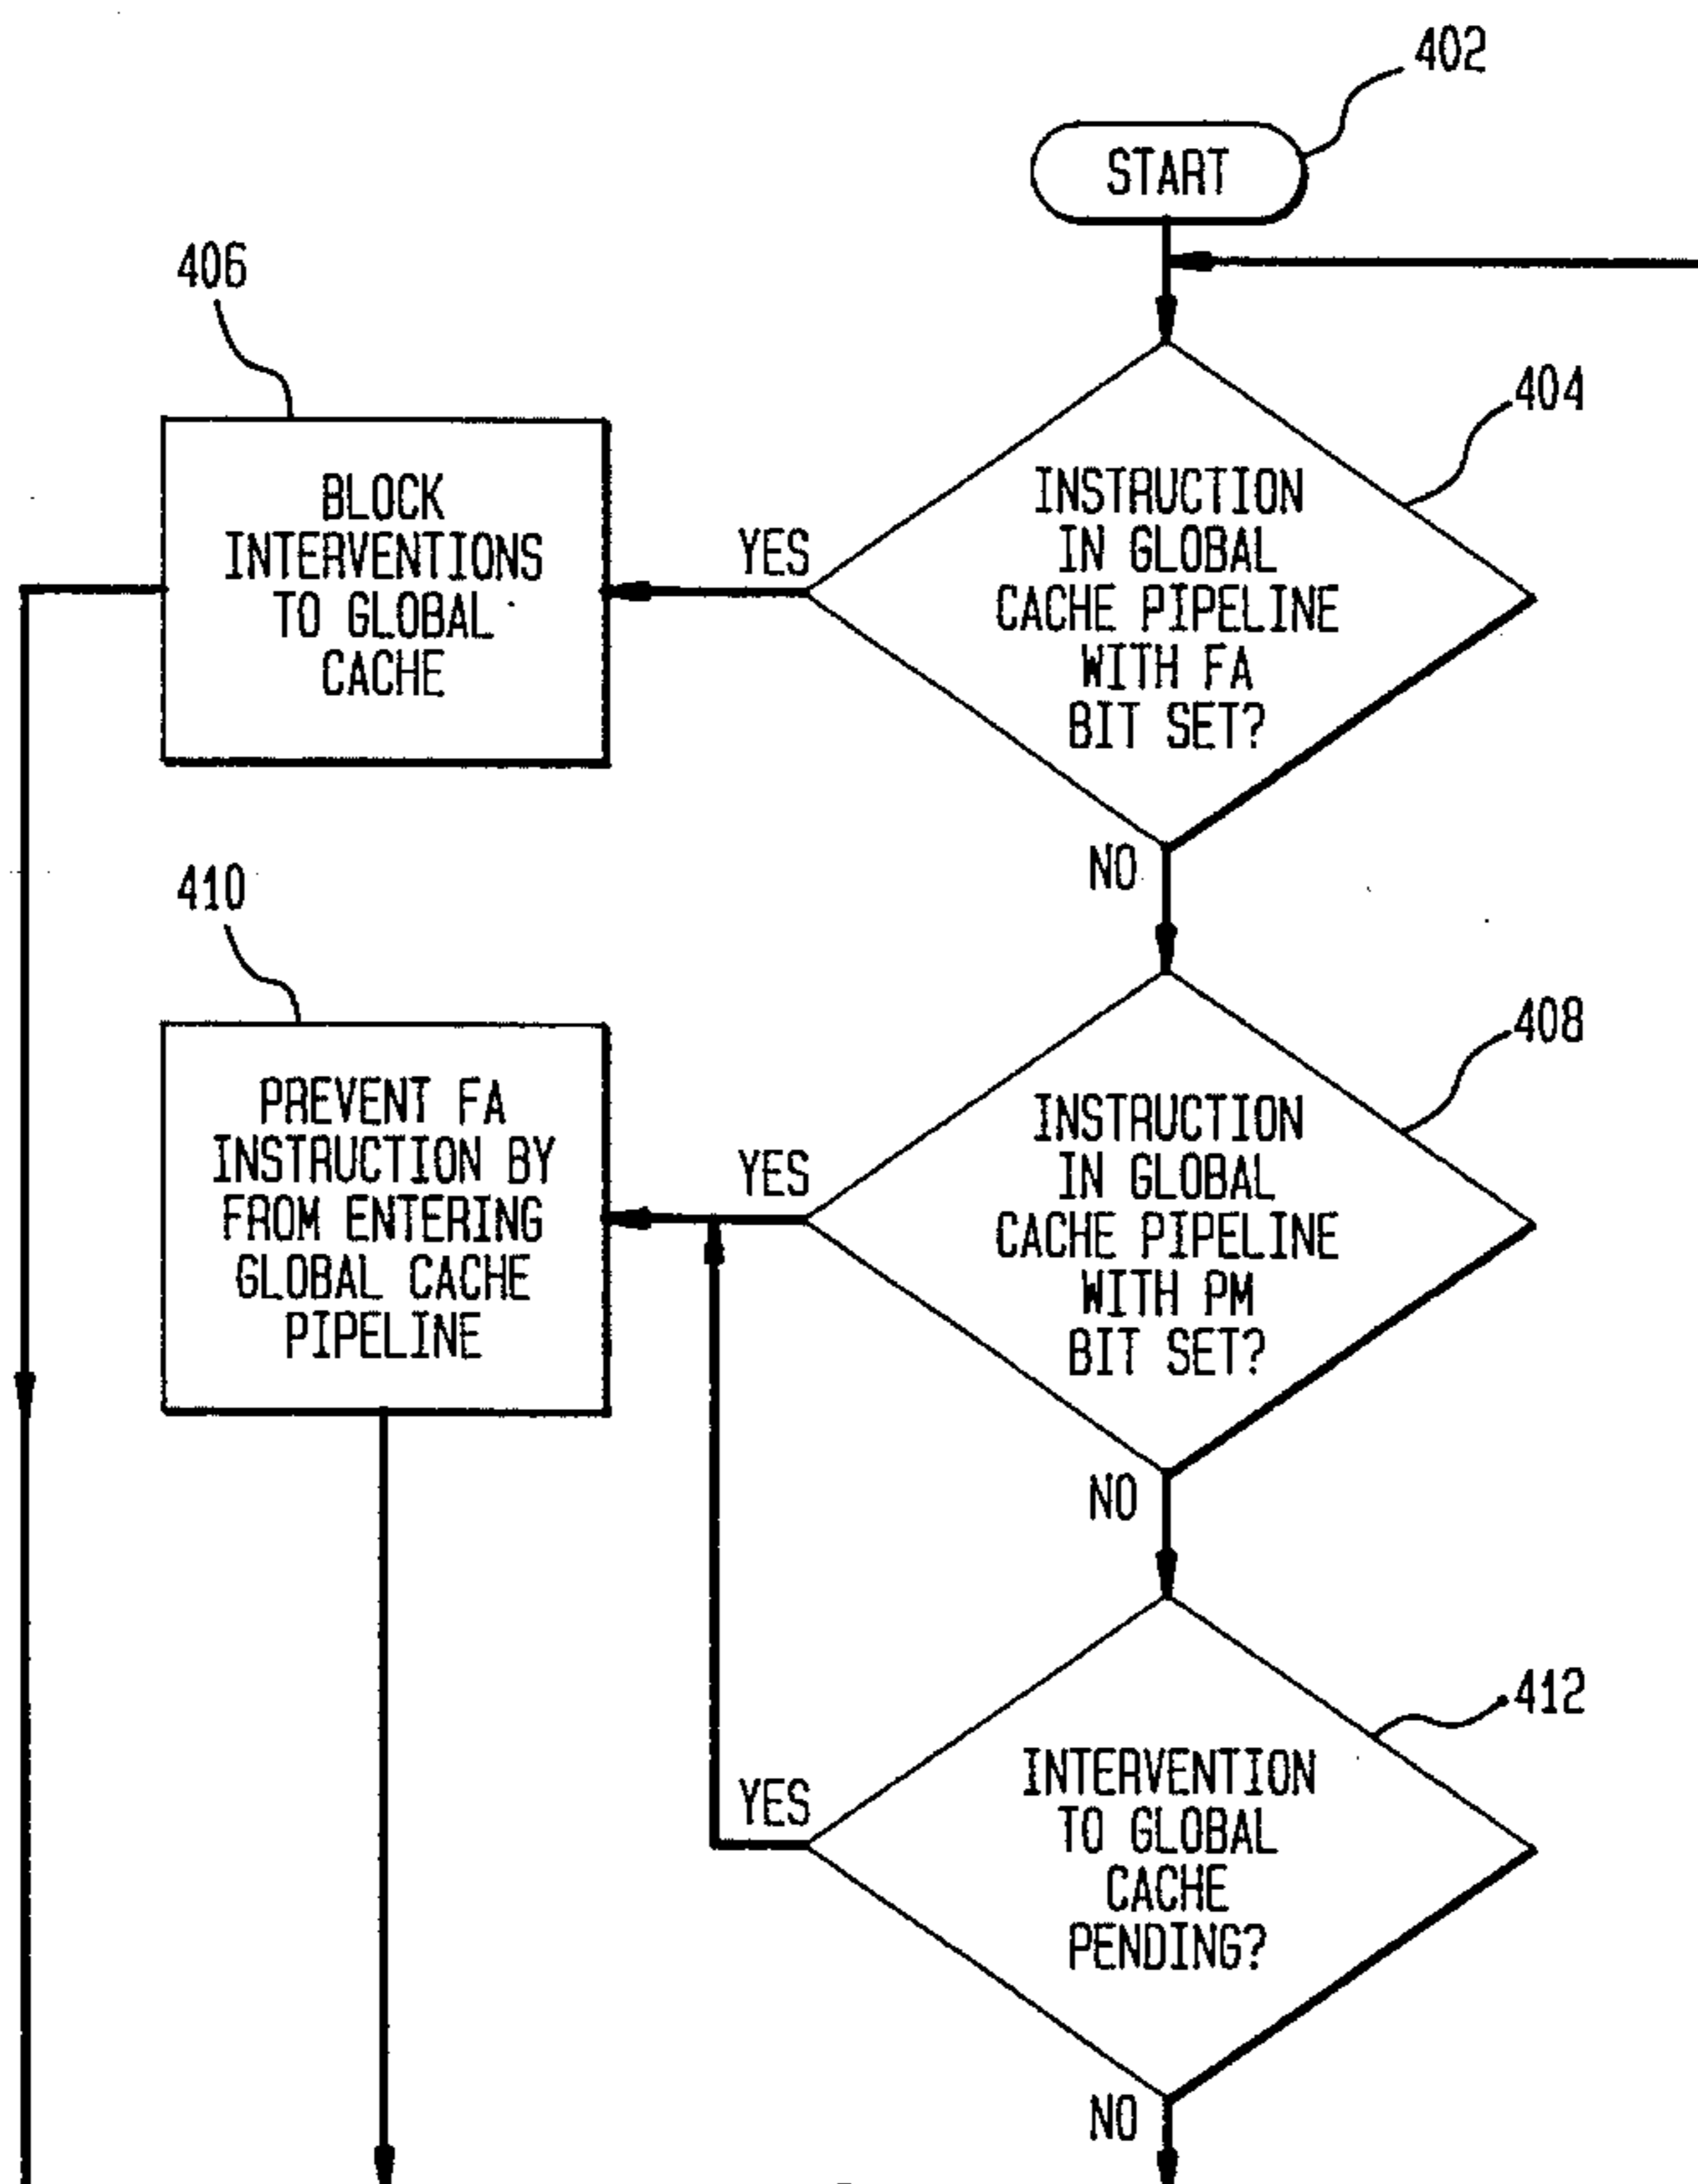 402
START
406
404
BLOCK
INTERVENTIONS
TO GLOBAL
CACHE
YES
INSTRUCTION
IN GLOBAL
CACHE PIPELINE
WITH FA
BIT SET?
NO
410
408
PREVENT FA
INSTRUCTION BY
FROM ENTERING
GLOBAL CACHE
PIPELINE
YES
INSTRUCTION
IN GLOBAL
CACHE PIPELINE
WITH PM
BIT SET?
NO
412
YES
INTERVENTION
TO GLOBAL
CACHE
PENDING?
NO